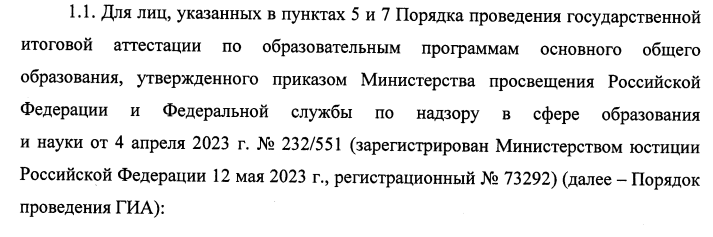 1.1. Для лиц, указанных в пунктах 5 и 7 Порядка проведения государственной
итоговой аттестации по образовательным программам основного общего
образования, утвержденного приказом Министерства просвещения Российской
Федерации и Федеральной службы по надзору в сфере образования
и науки от 4 апреля 2023 г. № 232/551 (зарегистрирован Министерством юстиции
Российской Федерации 12 мая 2023 г., регистрационный № 73292) (далее – Порядок
проведения ГИА):